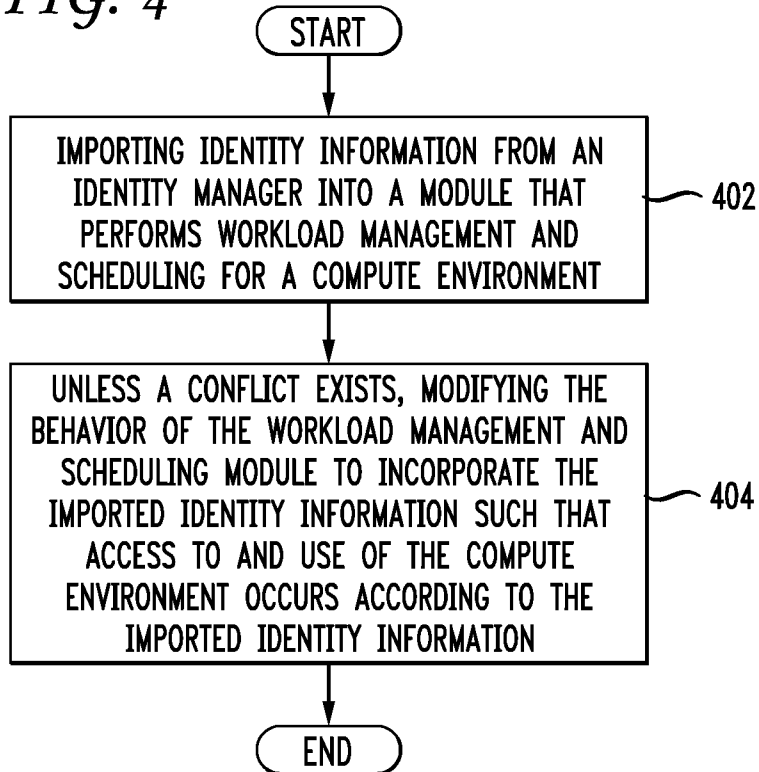 FIG. 4
START
IMPORTING IDENTITY INFORMATION FROM AN
IDENTITY MANAGER INTO A MODULE THAT
PERFORMS WORKLOAD MANAGEMENT AND
SCHEDULING FOR A COMPUTE ENVIRONMENT
402
UNLESS A CONFLICT EXISTS, MODIFYING THE
BEHAVIOR OF THE WORKLOAD MANAGEMENT AND
SCHEDULING MODULE TO INCORPORATE THE
IMPORTED IDENTITY INFORMATION SUCH THAT
ACCESS TO AND USE OF THE COMPUTE
ENVIRONMENT OCCURS ACCORDING TO THE
IMPORTED IDENTITY INFORMATION
404
END